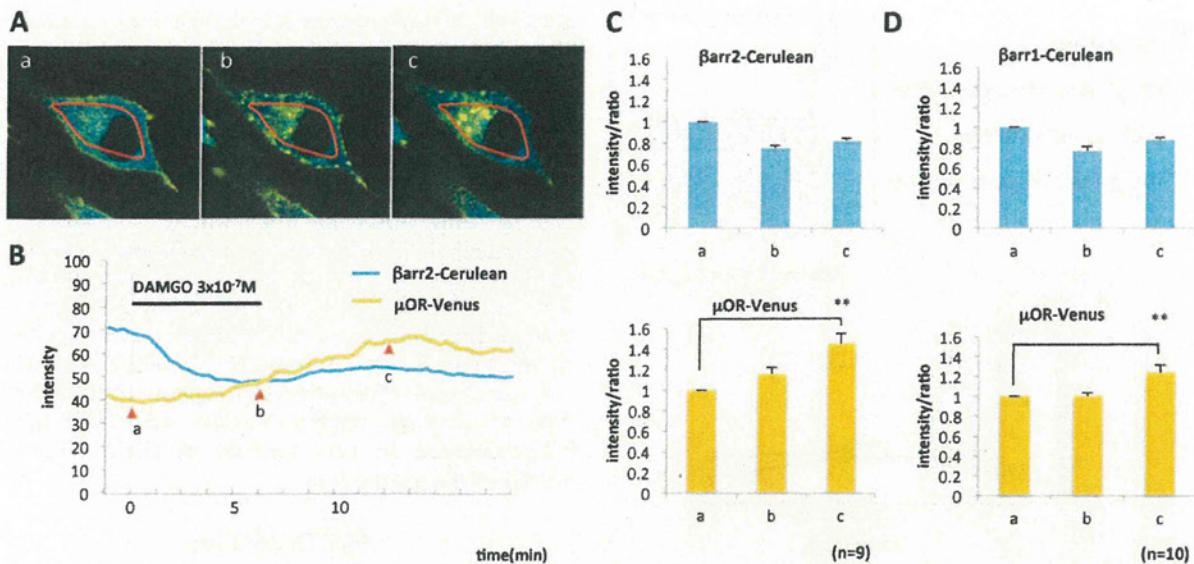 A
a
b
c
B
100
90
80
70
60
50
40
30
20
10
0
intensity
DAMGO 3x10⁻⁷M
βarr2-Cerulean
μOR-Venus
a
b
c
0
5
10
time(min)
C
βarr2-Cerulean
1.6
1.4
1.2
1
0.8
0.6
0.4
0.2
0
intensity/ratio
a
b
c
μOR-Venus
**
1.6
1.4
1.2
1
0.8
0.6
0.4
0.2
0
intensity/ratio
a
b
c
(n=9)
D
βarr1-Cerulean
1.6
1.4
1.2
1
0.8
0.6
0.4
0.2
0
intensity/ratio
a
b
c
μOR-Venus
**
1.6
1.4
1.2
1
0.8
0.6
0.4
0.2
0
intensity/ratio
a
b
c
(n=10)